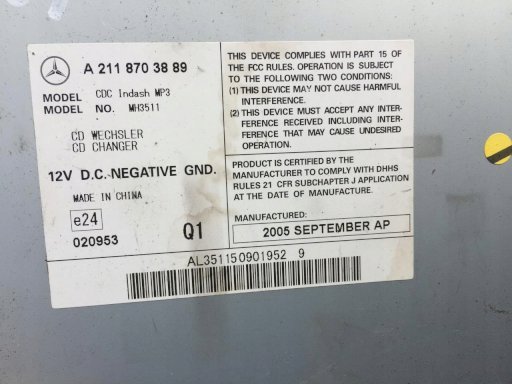 A 211 870 38 89
MODEL CDC Indash MP3
MODEL NO. MH3511
CD WECHSLER
CD CHANGER
12V D.C. NEGATIVE GND.
MADE IN CHINA
e24
020953
Q1
THIS DEVICE COMPLIES WITH PART 15 OF
THE FCC RULES. OPERATION IS SUBJECT TO
TO THE FOLLOWING TWO CONDITIONS:
(1) THIS DEVICE MAY NOT CAUSE HARMFUL
INTERFERENCE.
(2) THIS DEVICE MUST ACCEPT ANY INTER-
FERENCE RECEIVED INCLUDING INTER-
FERENCE THAT MAY CAUSE UNDESIRED
OPERATION.
PRODUCT IS CERTIFIED BY THE
MANUFACTURER TO COMPLY WITH DHHS
RULES 21 CFR SUBCHAPTER J APPLICATION
AT THE DATE OF MANUFACTURE.
MANUFACTURED:
2005 SEPTEMBER AP
AL351150901952 9